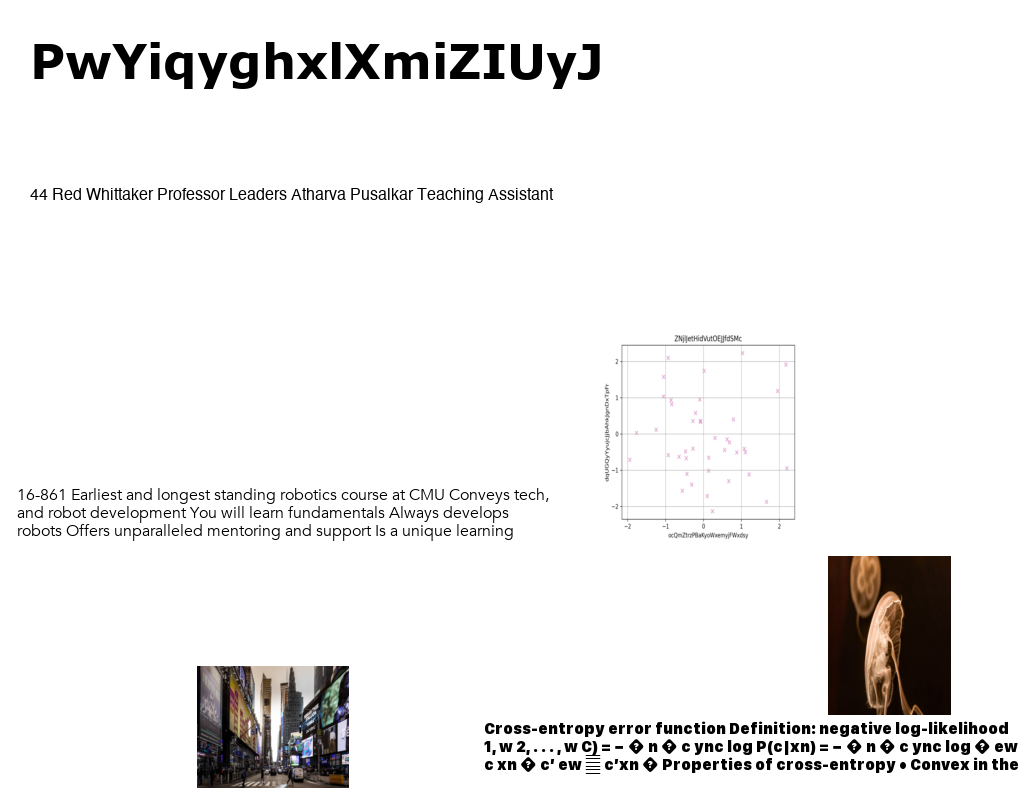 PwYiqyghxlXmiZIUyJ
44 Red Whittaker Professor Leaders Atharva Pusalkar Teaching Assistant
ZNjlJetHidVutOEJJfdSMc
2
1
0
−1
−2
−2
−1
0
1
2
16-861 Earliest and longest standing robotics course at CMU Conveys tech,
and robot development You will learn fundamentals Always develops
robots Offers unparalleled mentoring and support Is a unique learning
Cross-entropy error function Definition: negative log-likelihood
1, w 2, . . . , w C) = − � n � c ync log P(c|xn) = − � n � c ync log � ew
c xn � c′ ew c′xn � Properties of cross-entropy • Convex in the